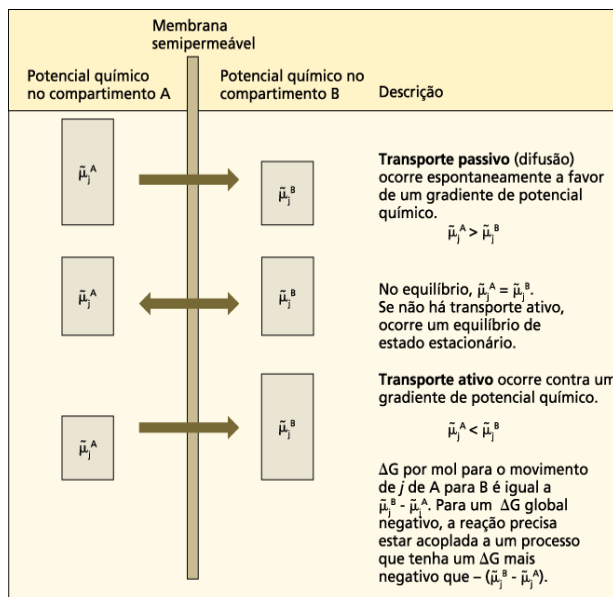 Membrana
semipermeável
Potencial químico
no compartimento A
Potencial químico no
compartimento B
Descrição
μ̃ⱼᴬ
μ̃ⱼᴮ
Transporte passivo (difusão)
ocorre espontaneamente a favor
de um gradiente de potencial
químico.
μ̃ⱼᴬ > μ̃ⱼᴮ
μ̃ⱼᴬ
μ̃ⱼᴮ
No equilíbrio, μ̃ⱼᴬ = μ̃ⱼᴮ.
Se não há transporte ativo,
ocorre um equilíbrio de
estado estacionário.
μ̃ⱼᴬ
μ̃ⱼᴮ
Transporte ativo ocorre contra um
gradiente de potencial químico.
μ̃ⱼᴬ < μ̃ⱼᴮ
ΔG por mol para o movimento
de j de A para B é igual a
μ̃ⱼᴮ - μ̃ⱼᴬ. Para um ΔG global
negativo, a reação precisa
estar acoplada a um processo
que tenha um ΔG mais
negativo que – (μ̃ⱼᴮ - μ̃ⱼᴬ).